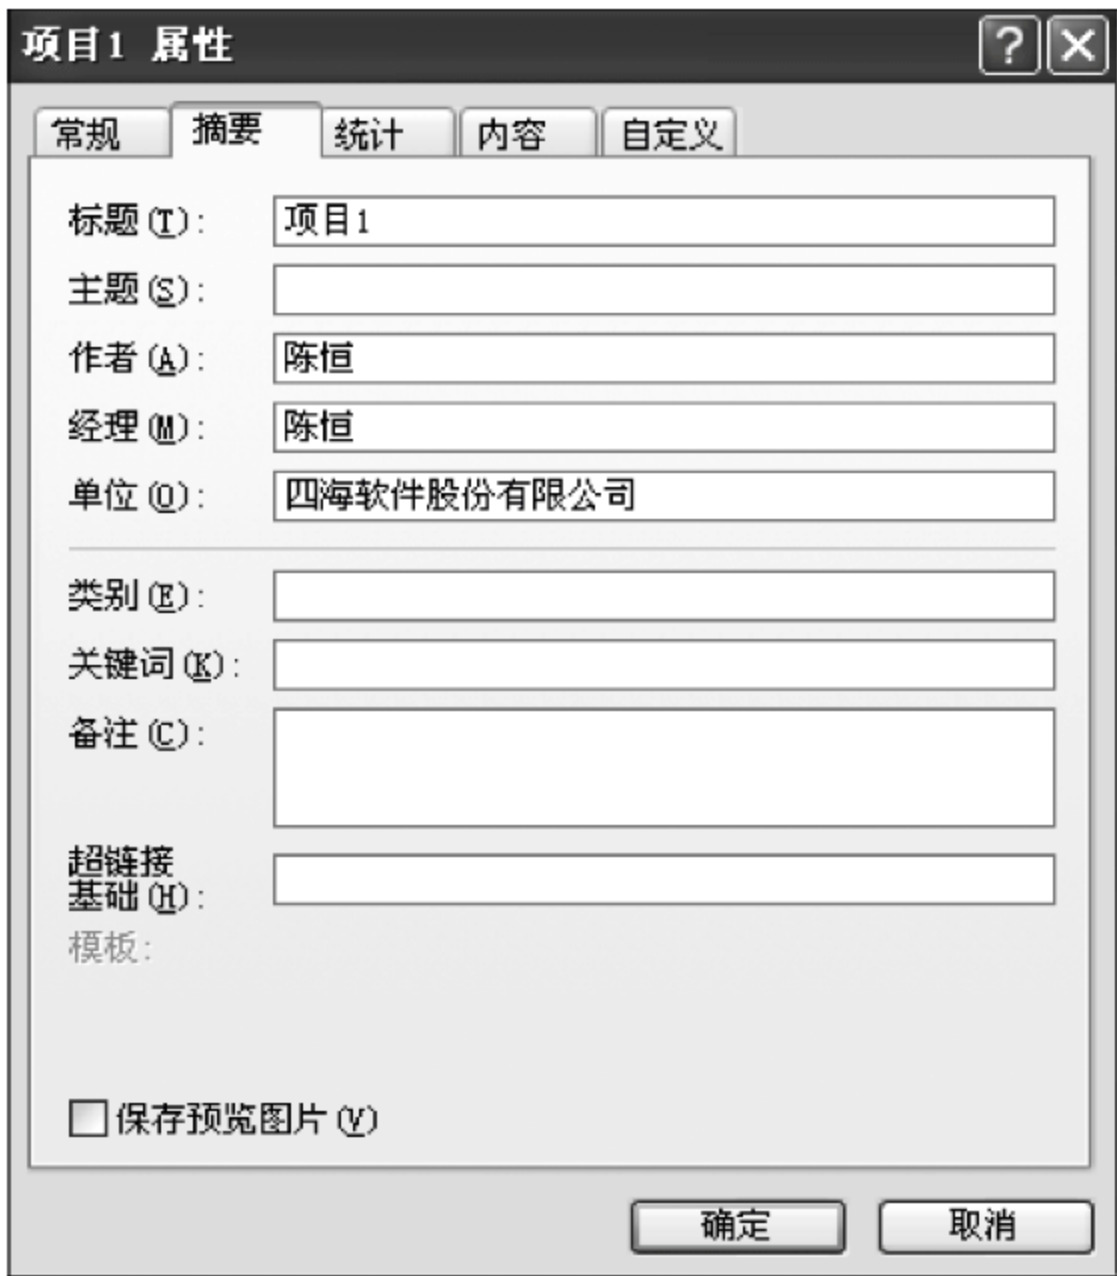 项目1 属性
常规 摘要 统计 内容 自定义
标题(T): 项目1
主题(S):
作者(A): 陈恒
经理(M): 陈恒
单位(O): 四海软件股份有限公司
类别(E):
关键词(K):
备注(C):
超链接
基础(H):
模板:
保存预览图片(V)
确定 取消